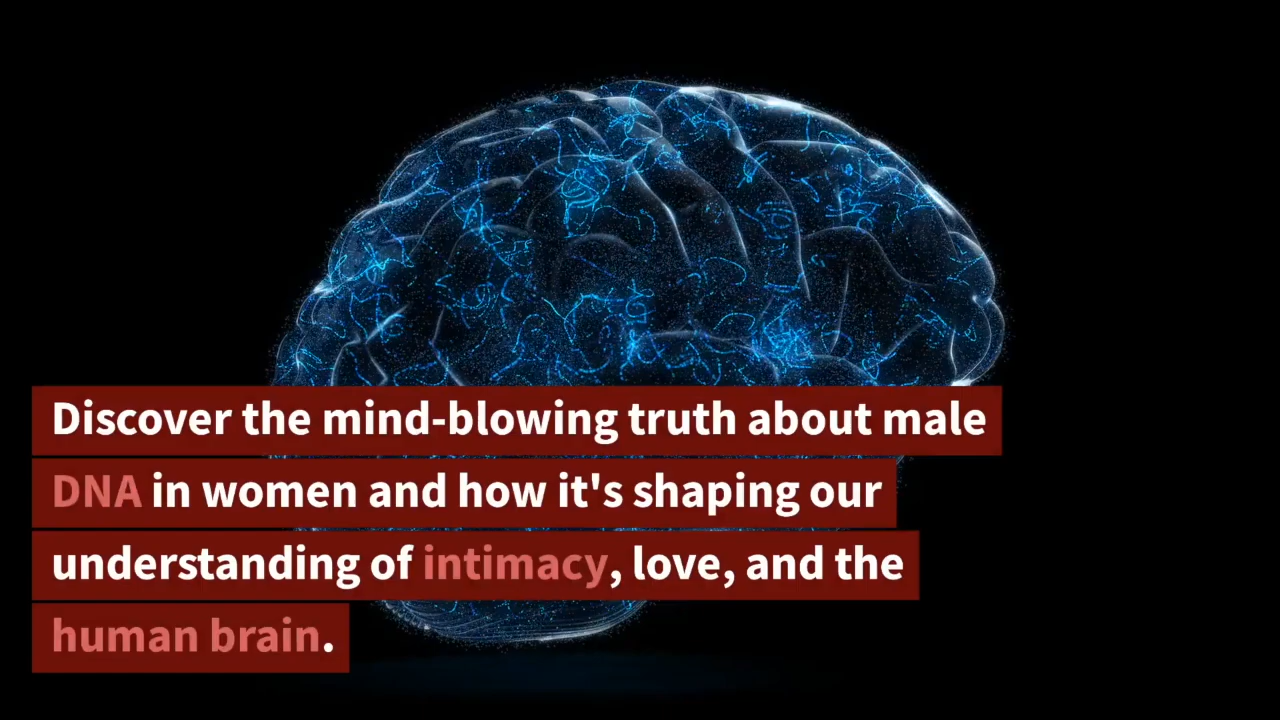 Discover the mind-blowing truth about male
DNA in women and how it's shaping our
understanding of intimacy, love, and the
human brain.